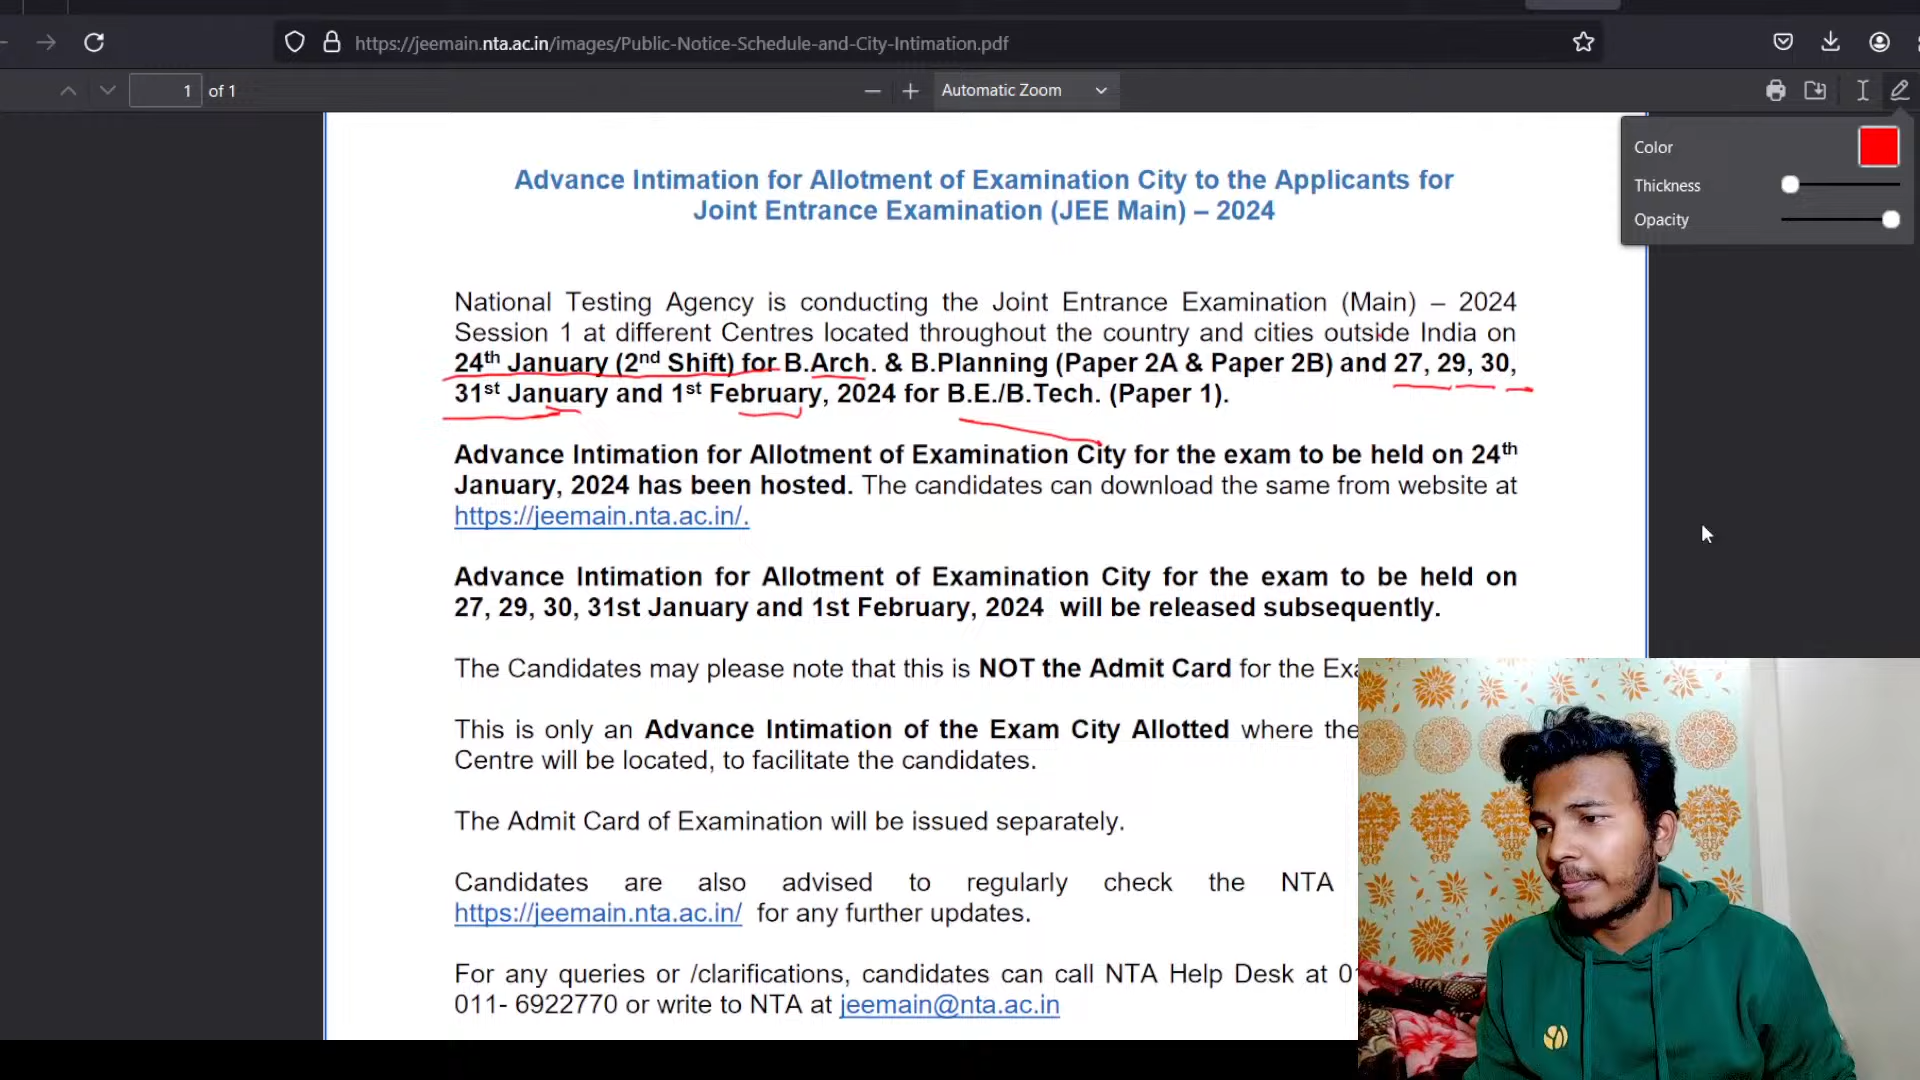 https://jeemain.nta.ac.in/images/Public-Notice-Schedule-and-City-Intimation.pdf
1 of 1
Automatic Zoom
Color
Thickness
Opacity
Advance Intimation for Allotment of Examination City to the Applicants for
Joint Entrance Examination (JEE Main) – 2024
National Testing Agency is conducting the Joint Entrance Examination (Main) – 2024
Session 1 at different Centres located throughout the country and cities outside India on
24th January (2nd Shift) for B.Arch. & B.Planning (Paper 2A & Paper 2B) and 27, 29, 30,
31st January and 1st February, 2024 for B.E./B.Tech. (Paper 1).
Advance Intimation for Allotment of Examination City for the exam to be held on 24th
January, 2024 has been hosted. The candidates can download the same from website at
https://jeemain.nta.ac.in/.
Advance Intimation for Allotment of Examination City for the exam to be held on
27, 29, 30, 31st January and 1st February, 2024 will be released subsequently.
The Candidates may please note that this is NOT the Admit Card for the
This is only an Advance Intimation of the Exam City Allotted where the
Centre will be located, to facilitate the candidates.
The Admit Card of Examination will be issued separately.
Candidates are also advised to regularly check the NTA
https://jeemain.nta.ac.in/ for any further updates.
For any queries or /clarifications, candidates can call NTA Help Desk at
011- 6922770 or write to NTA at jeemain@nta.ac.in